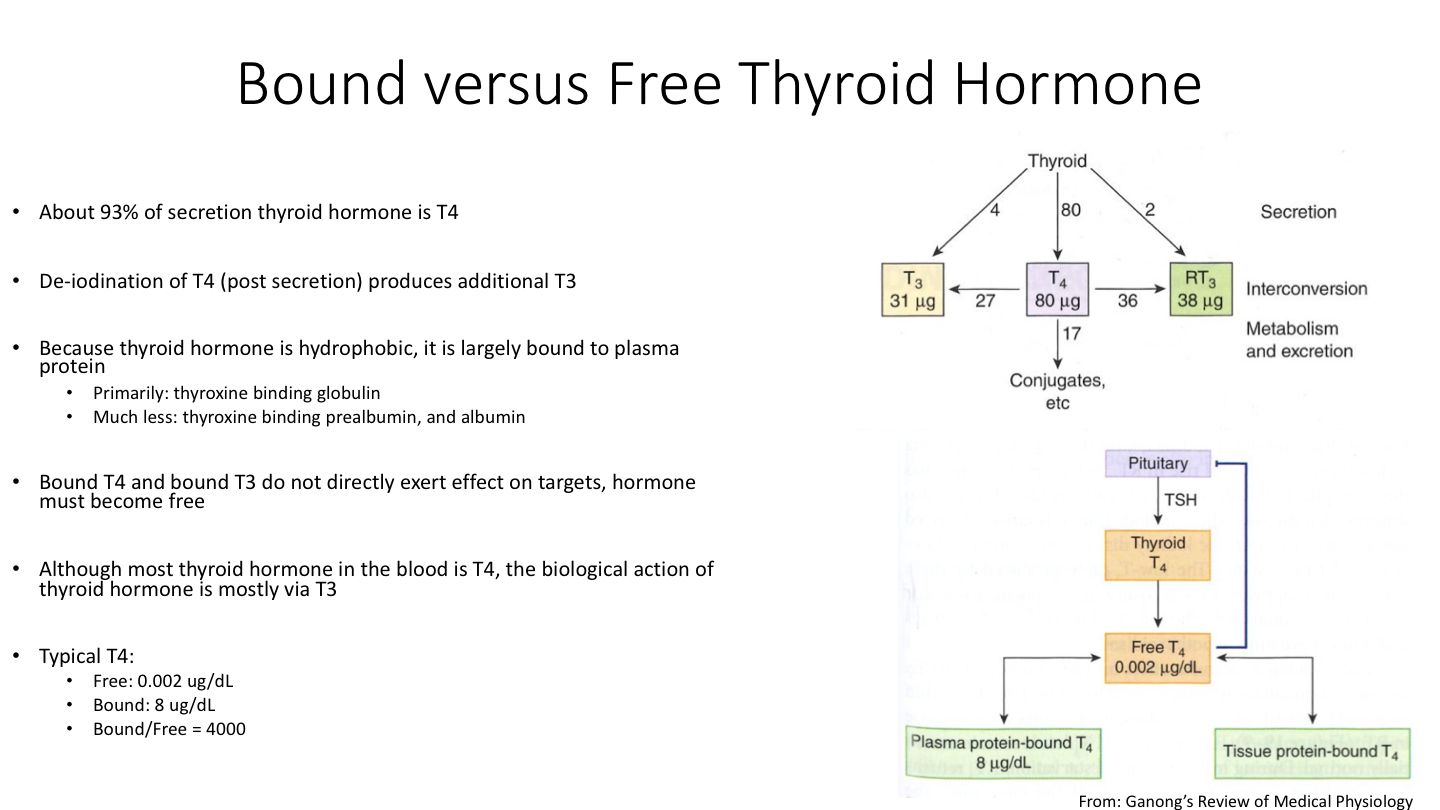 Bound versus Free Thyroid Hormone
• About 93% of secretion thyroid hormone is T4
• De-iodination of T4 (post secretion) produces additional T3
• Because thyroid hormone is hydrophobic, it is largely bound to plasma
protein
• Primarily: thyroxine binding globulin
• Much less: thyroxine binding prealbumin, and albumin
• Bound T4 and bound T3 do not directly exert effect on targets, hormone
must become free
• Although most thyroid hormone in the blood is T4, the biological action of
thyroid hormone is mostly via T3
• Typical T4:
• Free: 0.002 ug/dL
• Bound: 8 ug/dL
• Bound/Free = 4000
Thyroid
4 80 2 Secretion
T₃ T₄ RT₃
31 µg 80 µg 38 µg
27 36 Interconversion
17 Metabolism
and excretion
Conjugates,
etc
Pituitary
TSH
Thyroid
T₄
Free T₄
0.002 µg/dL
Plasma protein-bound T₄
8 µg/dL
Tissue protein-bound T₄
From: Ganong’s Review of Medical Physiology